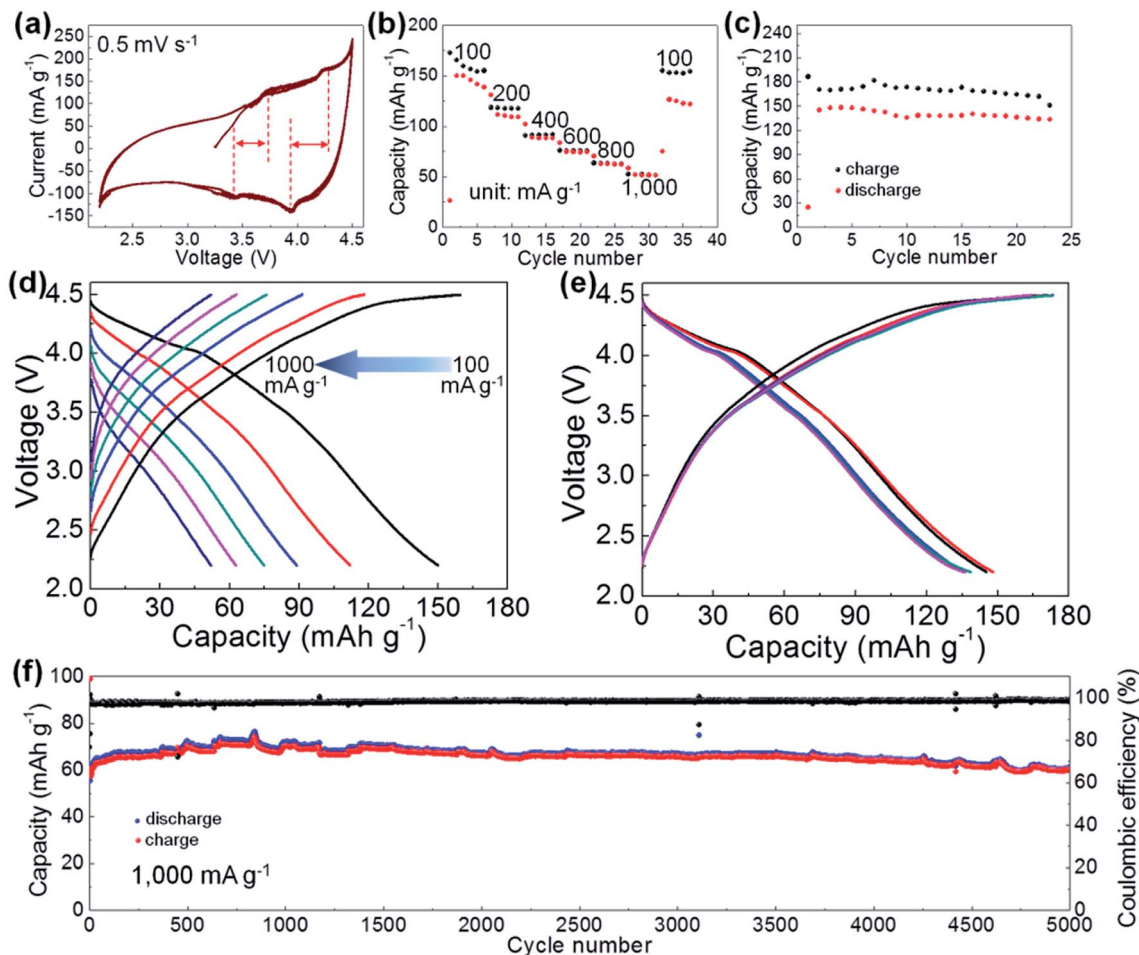 (a)
0.5 mV s⁻¹
Current (mA g⁻¹)
250
200
150
100
50
0
-50
-100
-150
2.5 3.0 3.5 4.0 4.5
Voltage (V)
(b)
Capacity (mAh g⁻¹)
200
150
100
50
0
100
200
400
600
800
1,000
100
unit: mA g⁻¹
0 5 10 15 20 25 30 35 40
Cycle number
(c)
Capacity (mAh g⁻¹)
240
210
180
150
120
90
60
30
0
charge
discharge
0 5 10 15 20 25
Cycle number
(d)
Voltage (V)
4.5
4.0
3.5
3.0
2.5
2.0
1000
mA g⁻¹
100
mA g⁻¹
0 30 60 90 120 150 180
Capacity (mAh g⁻¹)
(e)
Voltage (V)
4.5
4.0
3.5
3.0
2.5
2.0
0 30 60 90 120 150 180
Capacity (mAh g⁻¹)
(f)
Capacity (mAh g⁻¹)
100
80
60
40
20
0
discharge
charge
1,000 mA g⁻¹
0 500 1000 1500 2000 2500 3000 3500 4000 4500 5000
Cycle number
100
80
60
40
20
0
Coulombic efficiency (%)